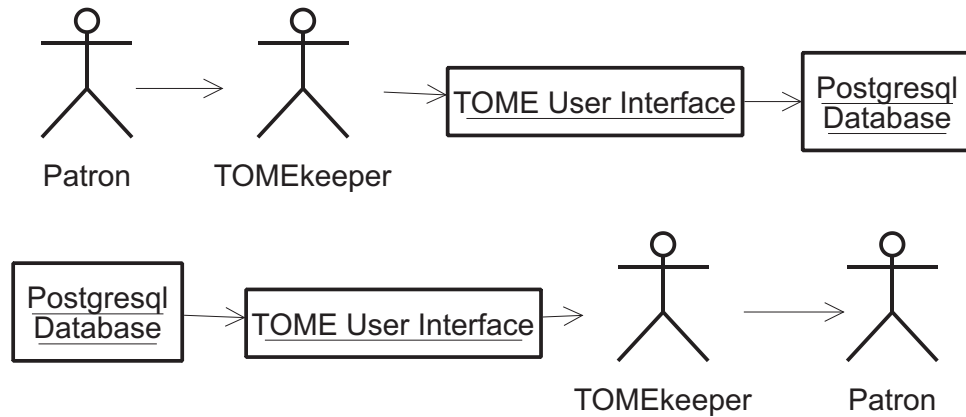 Patron
TOMEkeeper
TOME User Interface
Postgresql
Database
Postgresql
Database
TOME User Interface
TOMEkeeper
Patron